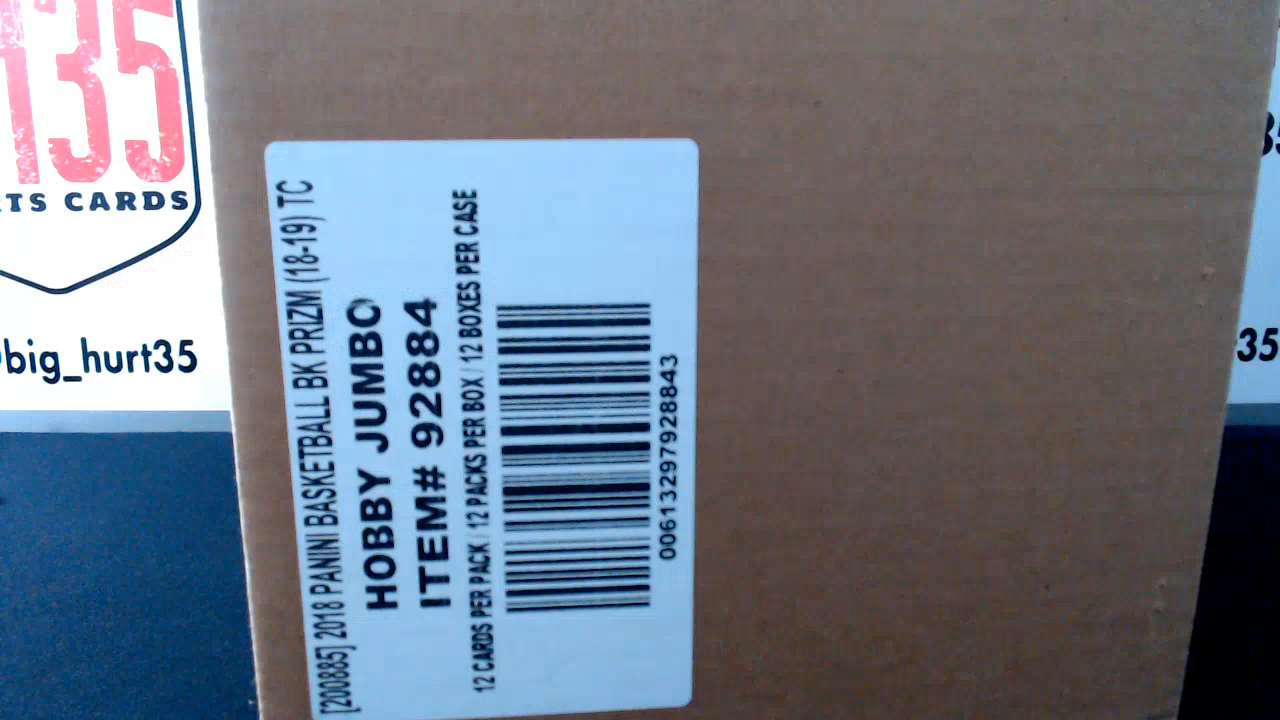 135
TS CARDS
big_hurt35
[200885] 2018 PANINI BASKETBALL BK PRIZM (18-19) TC
HOBBY JUMBO
ITEM# 92884
12 CARDS PER PACK / 12 PACKS PER BOX / 12 BOXES PER CASE
00613297928843
35
35